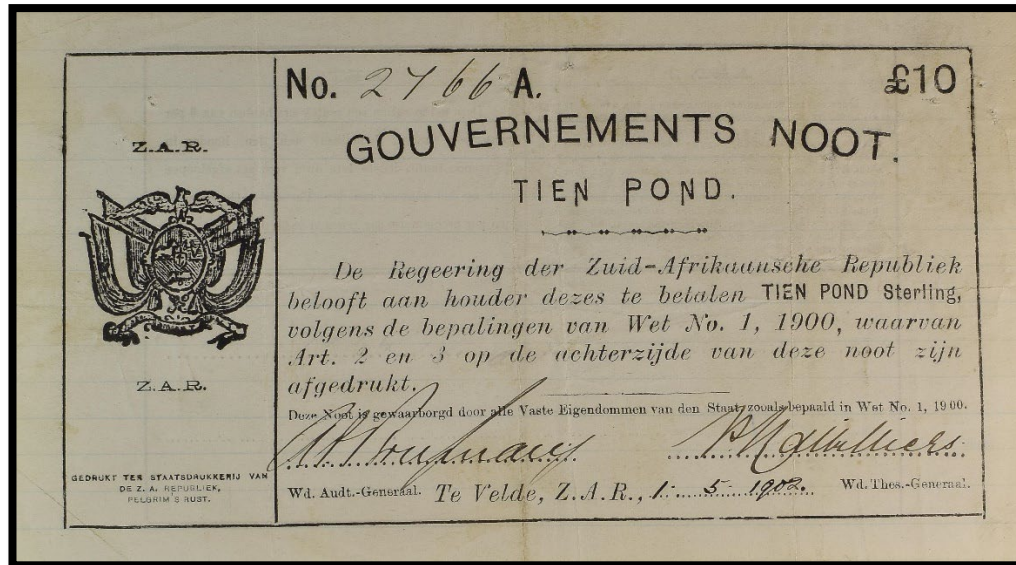 Z.A.R.
Z.A.R.
GEDRUKT TER STAATSDRUKKERIJ VAN
DE Z. A. REPUBLIEK,
PELGRIM S RUST.
No. 2766 A. £10
GOUVERNEMENTS NOOT.
TIEN POND.
De Regeering der Zuid-Afrikaansche Republiek
belooft aan houder dezes te betalen TIEN POND Sterling,
volgens de bepalingen van Wet No. 1, 1900, waarvan
Art. 2 en 3 op de achterzijde van deze noot zijn
afgedrukt.
Deze Noot is gewaarborgd door alle Vaste Eigendommen van den Staat, zooals bepaald in Wet No. 1, 1900.
Wd. Audt.-Generaal. Te Velde, Z.A.R., 1 5 1902. Wd. Thes.-Generaal.